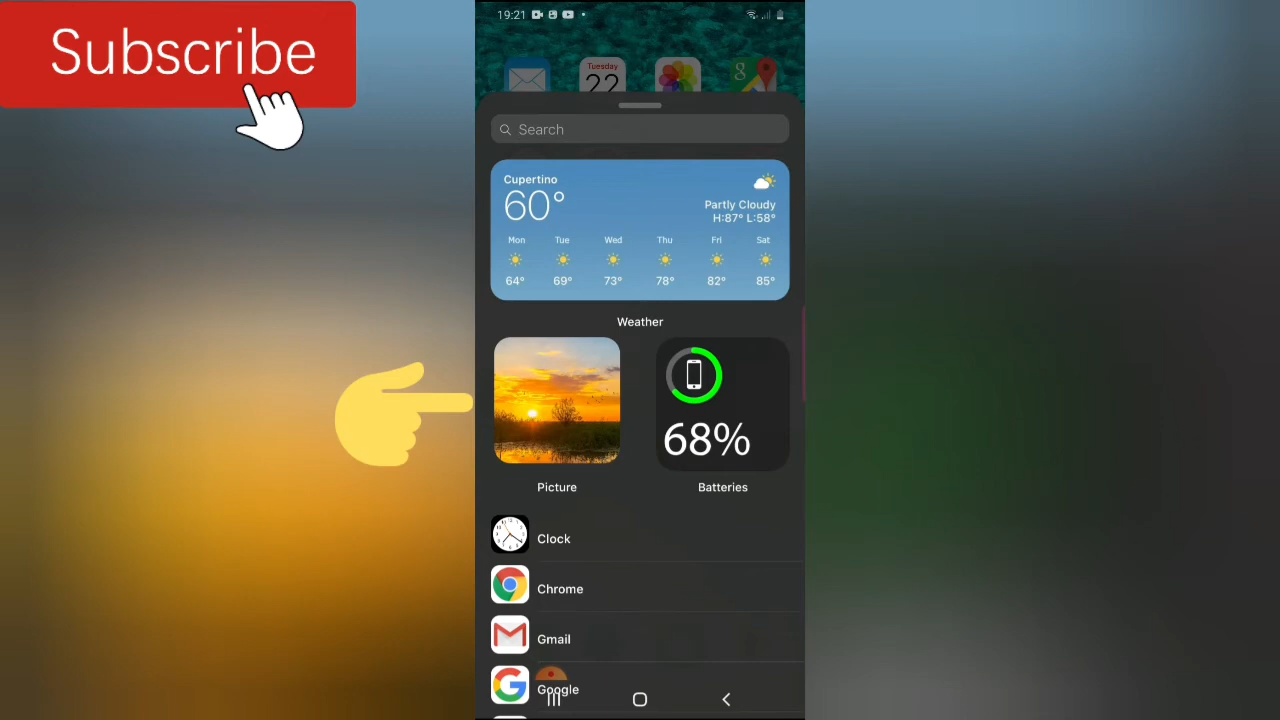 Subscribe
19:21
Tuesday
22
8
Search
Cupertino
60°
Partly Cloudy
H:87° L:58°
Mon Tue Wed Thu Fri Sat
64° 69° 73° 78° 82° 85°
Weather
68%
Picture Batteries
Clock
Chrome
Gmail
Google